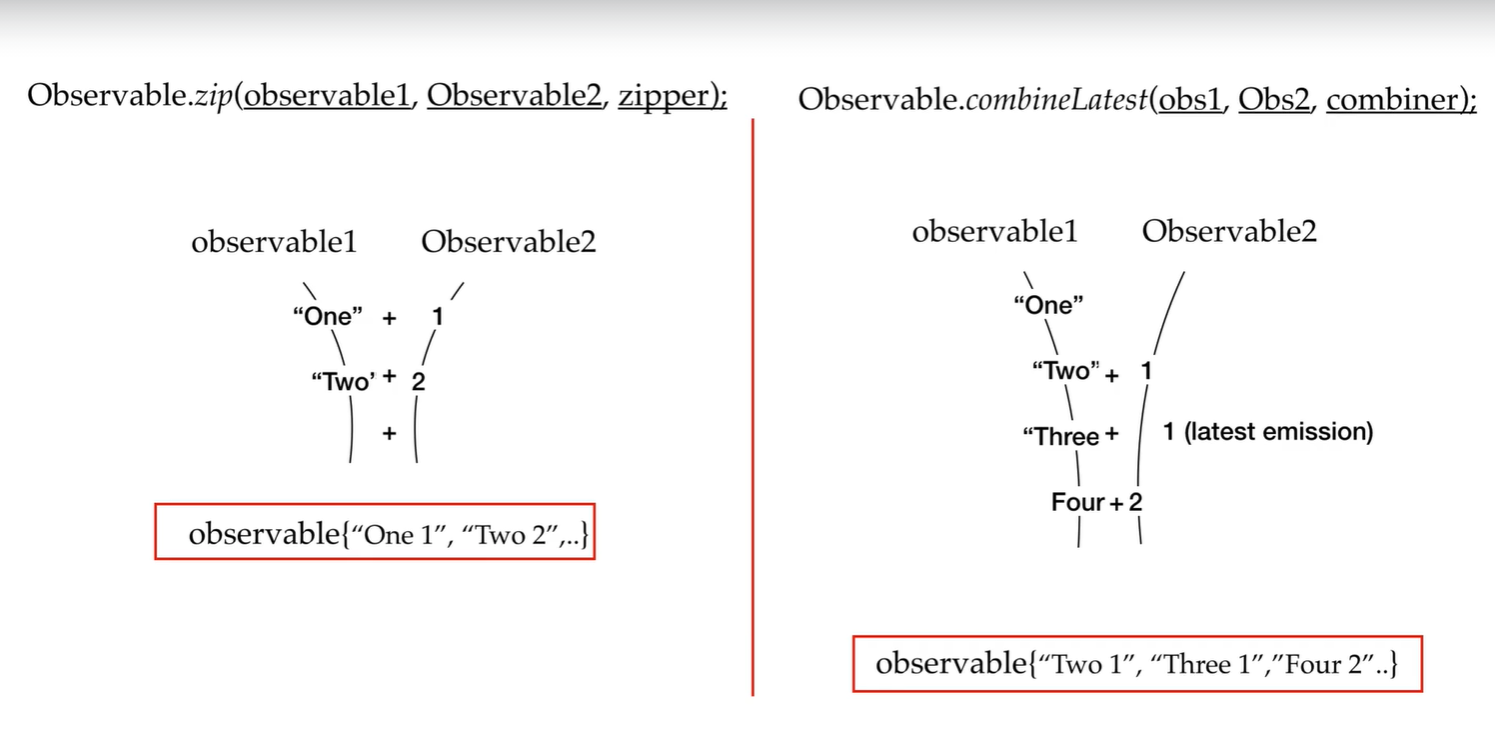 Observable.zip(observable1, Observable2, zipper);
observable1 Observable2
“One” + 1
“Two’ + 2
+
observable{“One 1”, “Two 2”,..}
Observable.combineLatest(obs1, Obs2, combiner);
observable1 Observable2
“One”
“Two” + 1
“Three + 1 (latest emission)
Four + 2
observable{“Two 1”, “Three 1”,”Four 2”..}